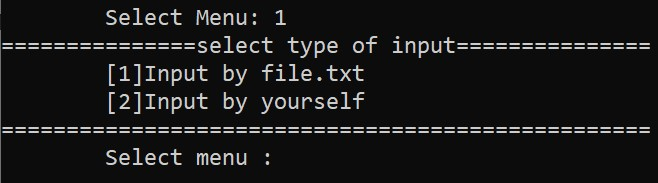 Select Menu: 1
===============select type of input===============
[1]Input by file.txt
[2]Input by yourself
==================================================
Select menu :